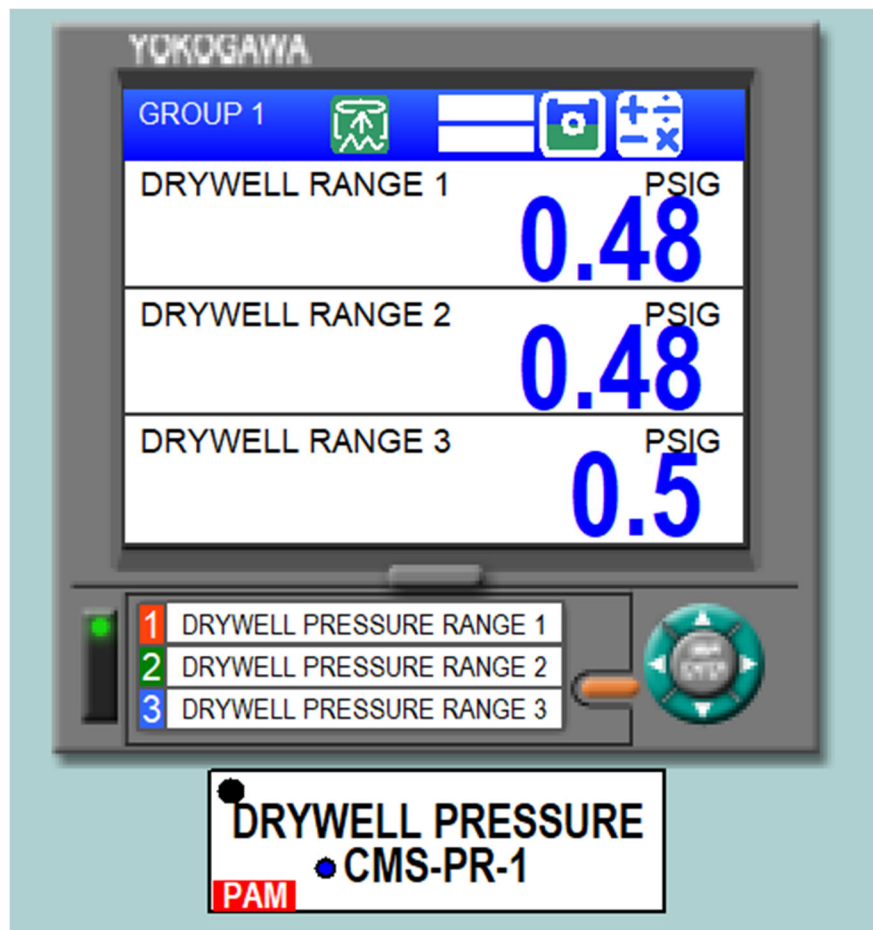 YOKOGAWA
GROUP 1
DRYWELL RANGE 1 PSIG
0.48
DRYWELL RANGE 2 PSIG
0.48
DRYWELL RANGE 3 PSIG
0.5
1 DRYWELL PRESSURE RANGE 1
2 DRYWELL PRESSURE RANGE 2
3 DRYWELL PRESSURE RANGE 3
DRYWELL PRESSURE
CMS-PR-1
PAM